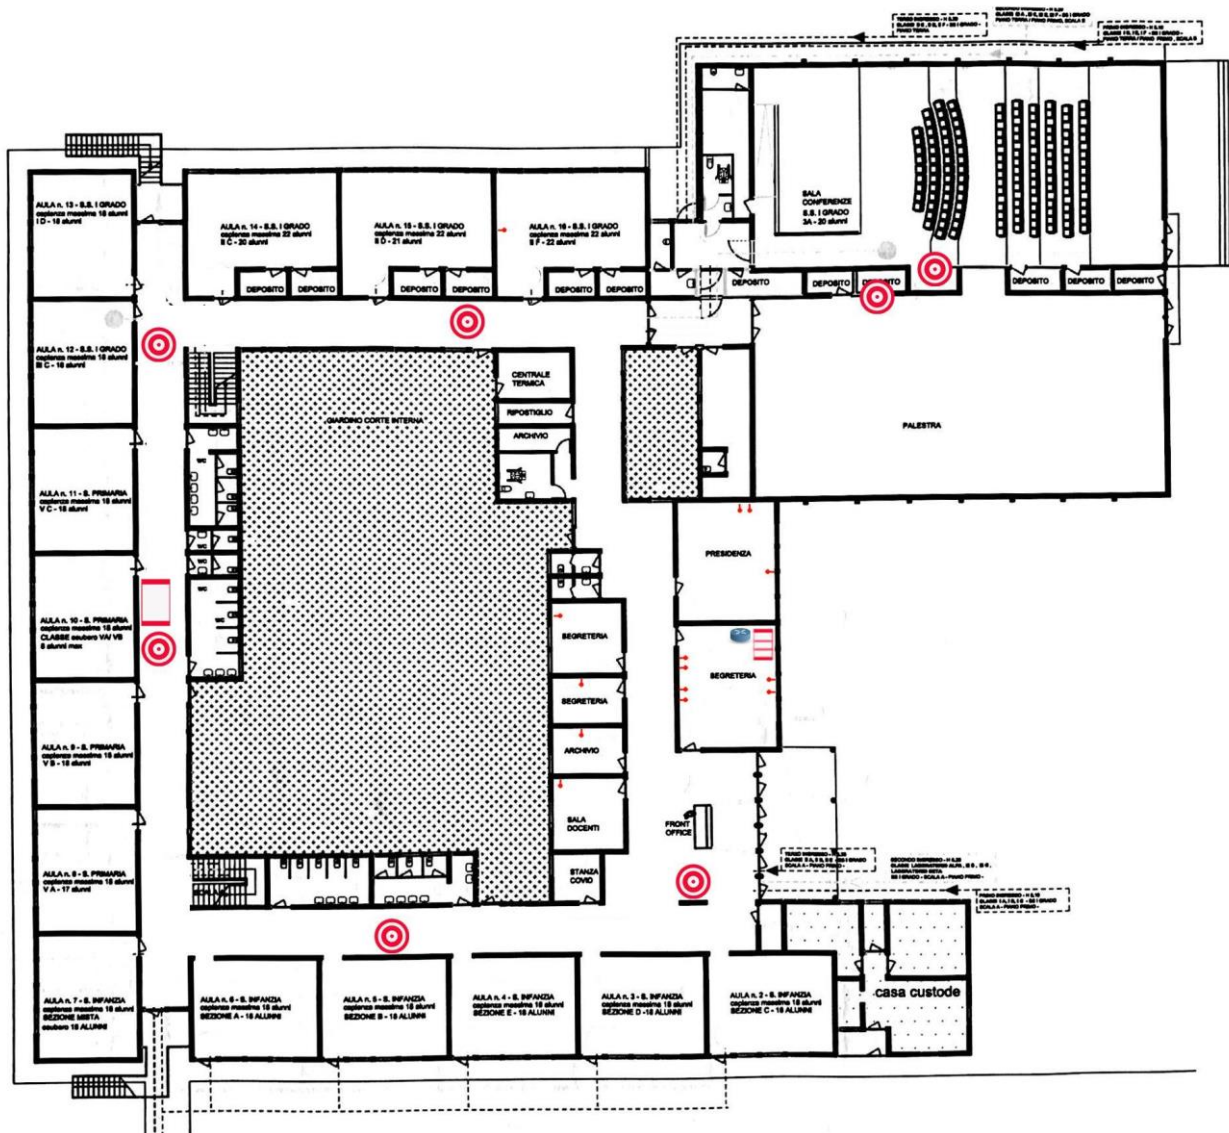 AULA n. 13 - S.S. I GRADO
capienza massima 18 alunni
I D - 18 alunni
AULA n. 14 - S.S. I GRADO
capienza massima 22 alunni
II C - 20 alunni
AULA n. 15 - S.S. I GRADO
capienza massima 22 alunni
II D - 21 alunni
AULA n. 16 - S.S. I GRADO
capienza massima 22 alunni
II F - 22 alunni
SALA
CONFERENZE
S.S. I GRADO
3A - 20 alunni
DEPOSITO
DEPOSITO
DEPOSITO
DEPOSITO
DEPOSITO
DEPOSITO
DEPOSITO
DEPOSITO
DEPOSITO
DEPOSITO
DEPOSITO
DEPOSITO
AULA n. 12 - S.S. I GRADO
capienza massima 18 alunni
III C - 18 alunni
CENTRALE
TERMICA
RIPOSTIGLIO
ARCHIVIO
GIARDINO CORTE INTERNA
PALESTRA
AULA n. 11 - S. PRIMARIA
capienza massima 18 alunni
V C - 18 alunni
WC
WC
WC
WC
WC
PRESIDENZA
AULA n. 10 - S. PRIMARIA
capienza massima 18 alunni
CLASSE esubero VA/ VB
8 alunni max
SEGRETERIA
SEGRETERIA
SEGRETERIA
AULA n. 9 - S. PRIMARIA
capienza massima 18 alunni
V B - 18 alunni
ARCHIVIO
SALA
DOCENTI
FRONT
OFFICE
AULA n. 8 - S. PRIMARIA
capienza massima 18 alunni
V A - 17 alunni
STANZA
COVID
AULA n. 7 - S. INFANZIA
capienza massima 18 alunni
SEZIONE MISTA
esubero 18 ALUNNI
AULA n. 6 - S. INFANZIA
capienza massima 18 alunni
SEZIONE A - 18 ALUNNI
AULA n. 5 - S. INFANZIA
capienza massima 18 alunni
SEZIONE B - 18 ALUNNI
AULA n. 4 - S. INFANZIA
capienza massima 18 alunni
SEZIONE E - 18 ALUNNI
AULA n. 3 - S. INFANZIA
capienza massima 18 alunni
SEZIONE D -18 ALUNNI
AULA n. 2 - S. INFANZIA
capienza massima 18 alunni
SEZIONE C - 18 ALUNNI
casa custode